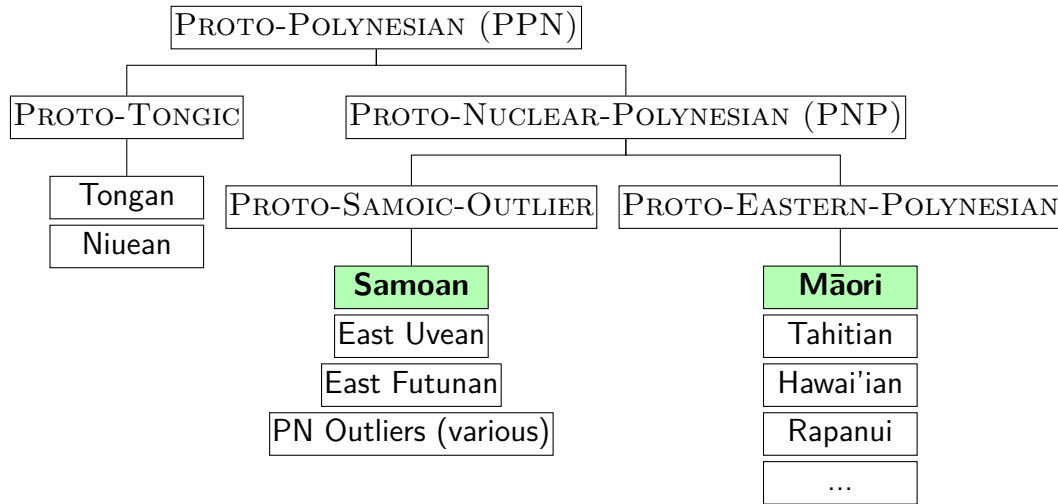 PROTO-POLYNESIAN (PPN)
PROTO-TONGIC
PROTO-NUCLEAR-POLYNESIAN (PNP)
Tongan
Niuean
PROTO-SAMOIC-OUTLIER
PROTO-EASTERN-POLYNESIAN
Samoan
East Uvean
East Futunan
PN Outliers (various)
Māori
Tahitian
Hawai'ian
Rapanui
...